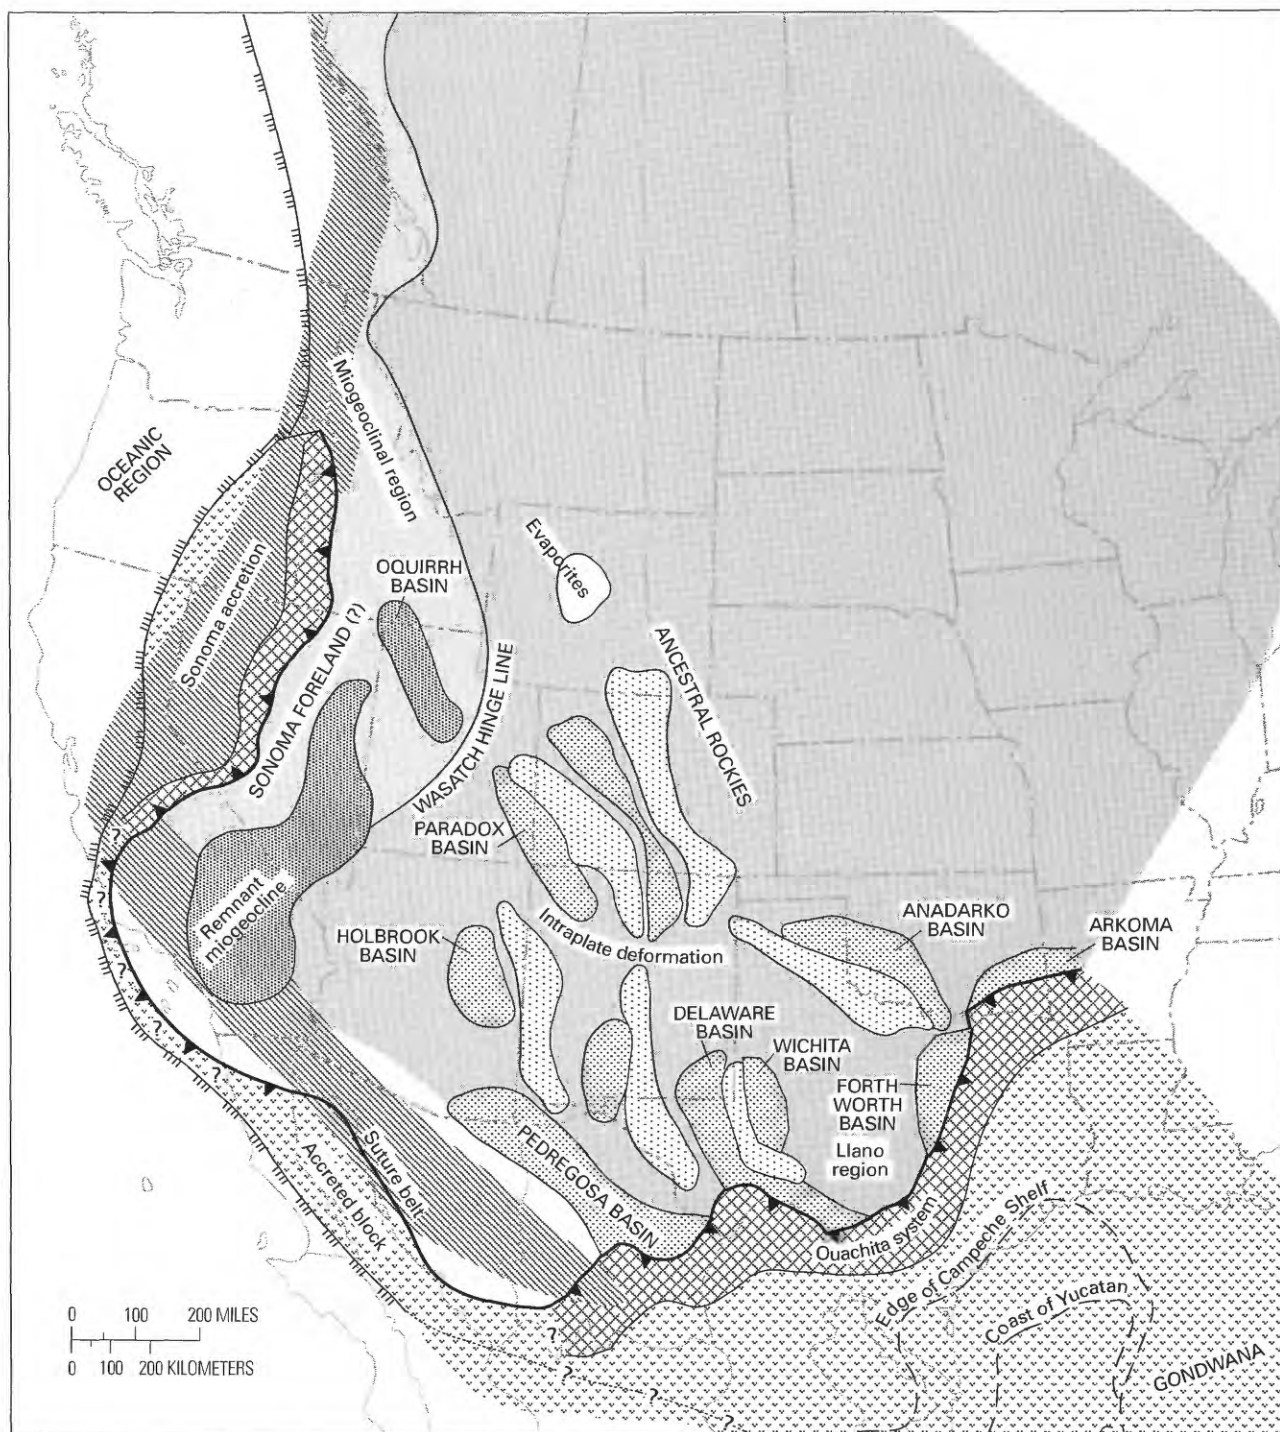 Miogeoclinal region
OCEANIC
REGION
Evaporites
OQUIRRH
BASIN
Sonoma accretion
SONOMA FORELAND (?)
ANCESTRAL ROCKIES
WASATCH HINGE LINE
PARADOX
BASIN
?
Remnant
miogeocline
?
HOLBROOK
BASIN
Intraplate deformation
ANADARKO
BASIN
ARKOMA
BASIN
?
?
DELAWARE
BASIN
WICHITA
BASIN
?
FORTH
WORTH
BASIN
Llano
region
Accreted block
Suture belt
PEDREGOSA BASIN
Ouachita system
Edge of Campeche Shelf
Coast of Yucatan
GONDWANA
0 100 200 MILES
0 100 200 KILOMETERS
?
?
?
?